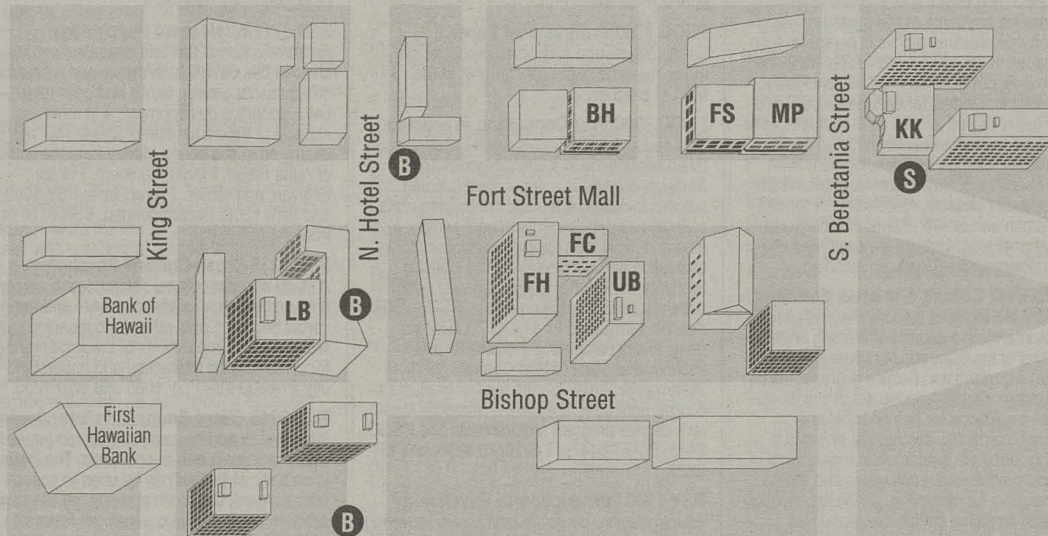 BH
FS
MP
KK
B
S
Fort Street Mall
King Street
N. Hotel Street
S. Beretania Street
FC
FH
UB
LB
B
Bank of
Hawaii
Bishop Street
First
Hawaiian
Bank
B